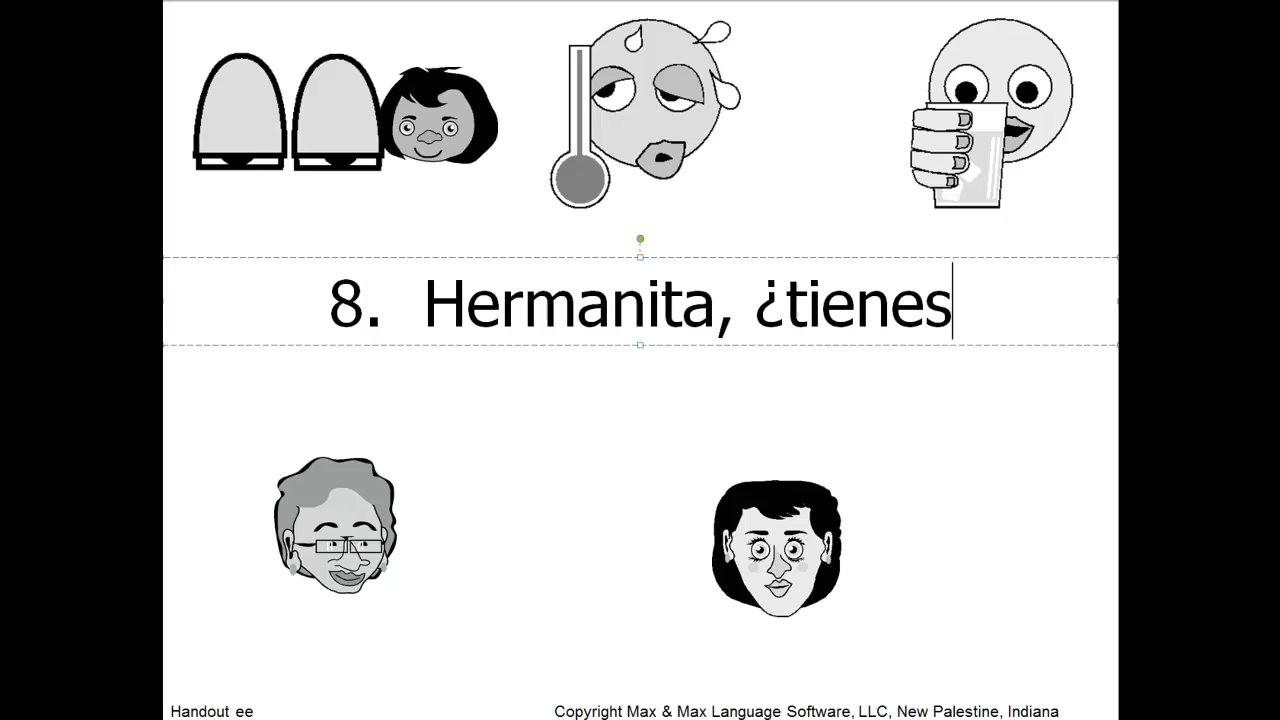 8. Hermanita, ¿tienes
Handout ee
Copyright Max & Max Language Software, LLC, New Palestine, Indiana